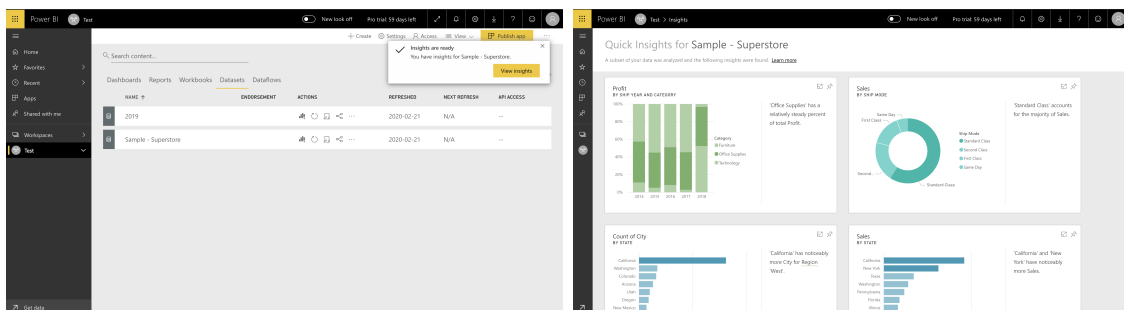 Power BI Test New look off Pro trial 59 days left
+ Create Settings Access View Publish app ...
Home
Favorites
Recent
Apps
Shared with me
Workspaces
Test
Get data
Search content...
Insights are ready
You have insights for Sample - Superstore.
View insights
Dashboards Reports Workbooks Datasets Dataflows
NAME ↑ ENDORSEMENT ACTIONS REFRESHED NEXT REFRESH API ACCESS
2019 2020-02-21 N/A --
Sample - Superstore 2020-02-21 N/A --
Power BI Test > Insights New look off Pro trial 59 days left
Quick Insights for Sample - Superstore
A subset of your data was analyzed and the following insights were found. Learn more
Profit
BY SHIP YEAR AND CATEGORY
100%
80%
60%
40%
20%
0%
2014 2015 2016 2017 2018
Category
Furniture
Office Supplies
Technology
'Office Supplies' has a
relatively steady percent
of total Profit.
Sales
BY SHIP MODE
Same Day
First Class
Second...
Standard Class
Ship Mode
Standard Class
Second Class
First Class
Same Day
'Standard Class' accounts
for the majority of Sales.
Count of City
BY STATE
California
Washington
Colorado
Arizona
Utah
Oregon
New Mexico
'California' has noticeably
more City for Region
'West'.
Sales
BY STATE
California
New York
Texas
Washington
Pennsylvania
Florida
Illinois
'California' and 'New
York' have noticeably
more Sales.